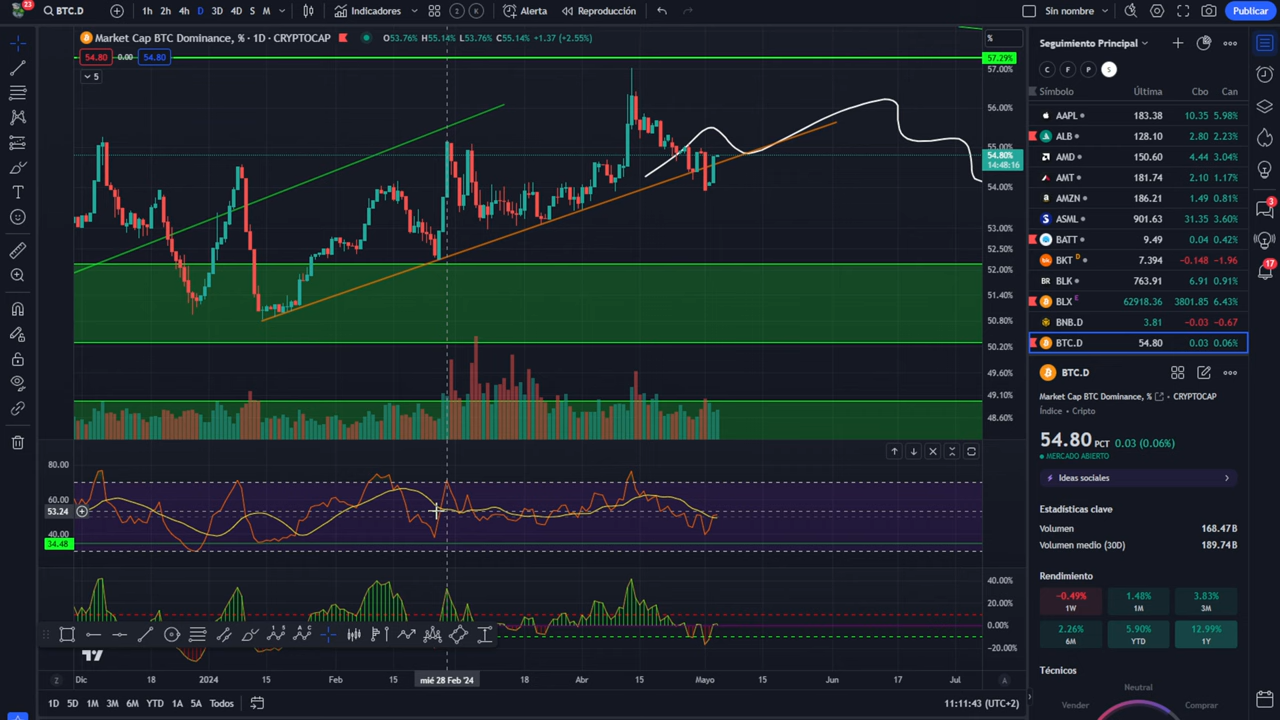 23
BTC.D
1h 2h 4h D 3D 4D S M
Indicadores
2 K
Alerta
Reproducción
Sin nombre
Publicar
Market Cap BTC Dominance, % · 1D · CRYPTOCAP
O53.76% H55.14% L53.76% C55.14% +1.37 (+2.55%)
54.80 0.00 54.80
5
%
57.29%
57.00%
56.00%
55.00%
54.80%
14:48:16
54.00%
53.00%
52.50%
52.00%
51.40%
50.80%
50.20%
49.60%
49.10%
48.60%
80.00
60.00
53.24
40.00
34.48
40.00%
20.00%
0.00%
−20.00%
Z Dic 18 2024 15 Feb 15 mié 28 Feb '24 18 Abr 15 Mayo 15 Jun 17 Jul A
1D 5D 1M 3M 6M YTD 1A 5A Todos
11:11:43 (UTC+2)
Seguimiento Principal
C F P S
Símbolo Última Cbo Can
AAPL 183.38 10.35 5.98%
ALB 128.10 2.80 2.23%
AMD 150.60 4.44 3.04%
AMT 181.74 2.10 1.17%
AMZN 186.21 1.49 0.81%
ASML 901.63 31.35 3.60%
BATT 9.49 0.04 0.42%
BKT D 7.394 -0.148 -1.96
BLK 763.91 6.91 0.91%
BLX E 62918.36 3801.85 6.43%
BNB.D 3.81 −0.03 −0.67
BTC.D 54.80 0.03 0.06%
BTC.D
Market Cap BTC Dominance, % · CRYPTOCAP
Índice · Cripto
54.80 PCT 0.03 (0.06%)
MERCADO ABIERTO
Ideas sociales
Estadísticas clave
Volumen 168.47B
Volumen medio (30D) 189.74B
Rendimiento
−0.49% 1.48% 3.83%
1W 1M 3M
2.26% 5.90% 12.99%
6M YTD 1Y
Técnicos
Neutral
Vender Comprar
3
17